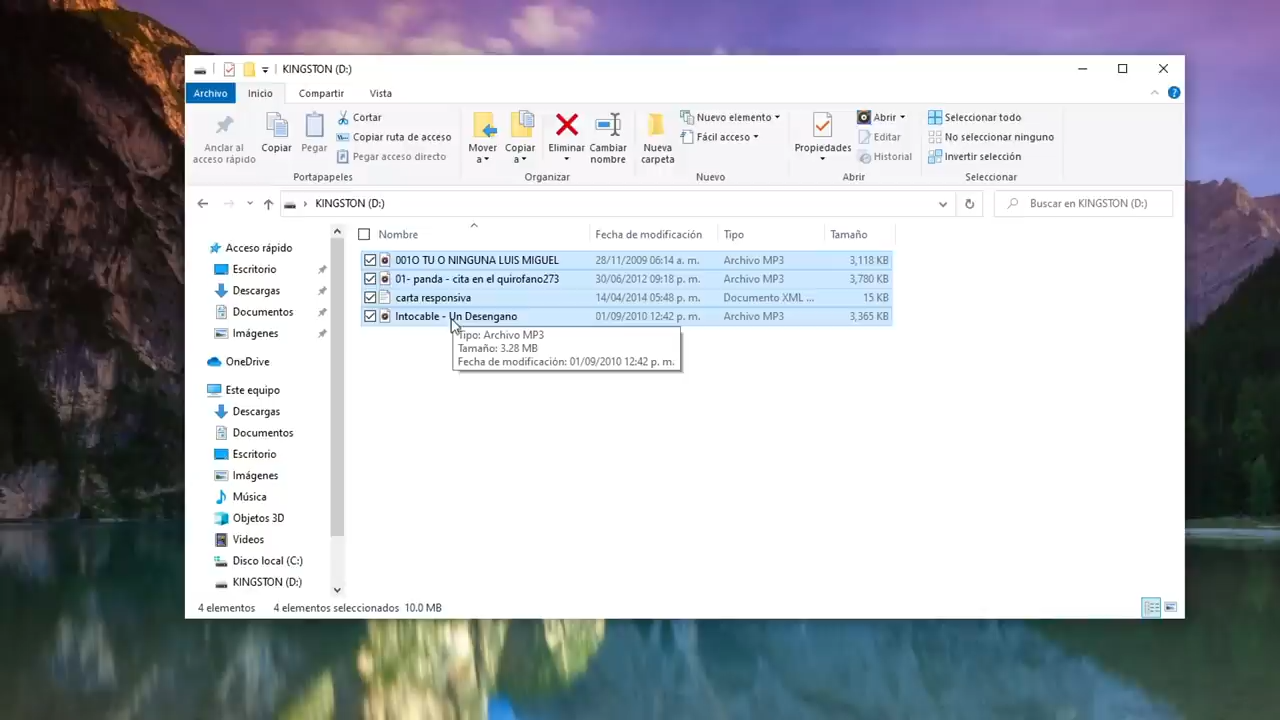 KINGSTON (D:)
Archivo Inicio Compartir Vista
Anclar al acceso rápido
Copiar
Pegar
Cortar
Copiar ruta de acceso
Pegar acceso directo
Portapapeles
Mover a
Copiar a
Eliminar
Cambiar nombre
Organizar
Nueva carpeta
Nuevo elemento
Fácil acceso
Nuevo
Propiedades
Abrir
Editar
Historial
Abrir
Seleccionar todo
No seleccionar ninguno
Invertir selección
Seleccionar
KINGSTON (D:)
Buscar en KINGSTON (D:)
Acceso rápido
Escritorio
Descargas
Documentos
Imágenes
OneDrive
Este equipo
Descargas
Documentos
Escritorio
Imágenes
Música
Objetos 3D
Videos
Disco local (C:)
KINGSTON (D:)
Nombre Fecha de modificación Tipo Tamaño
001O TU O NINGUNA LUIS MIGUEL 28/11/2009 06:14 a. m. Archivo MP3 3,118 KB
01- panda - cita en el quirofano273 30/06/2012 09:18 p. m. Archivo MP3 3,780 KB
carta responsiva 14/04/2014 05:48 p. m. Documento XML ... 15 KB
Intocable - Un Desengano 01/09/2010 12:42 p. m. Archivo MP3 3,365 KB
Tipo: Archivo MP3
Tamaño: 3.28 MB
Fecha de modificación: 01/09/2010 12:42 p. m.
4 elementos 4 elementos seleccionados 10.0 MB